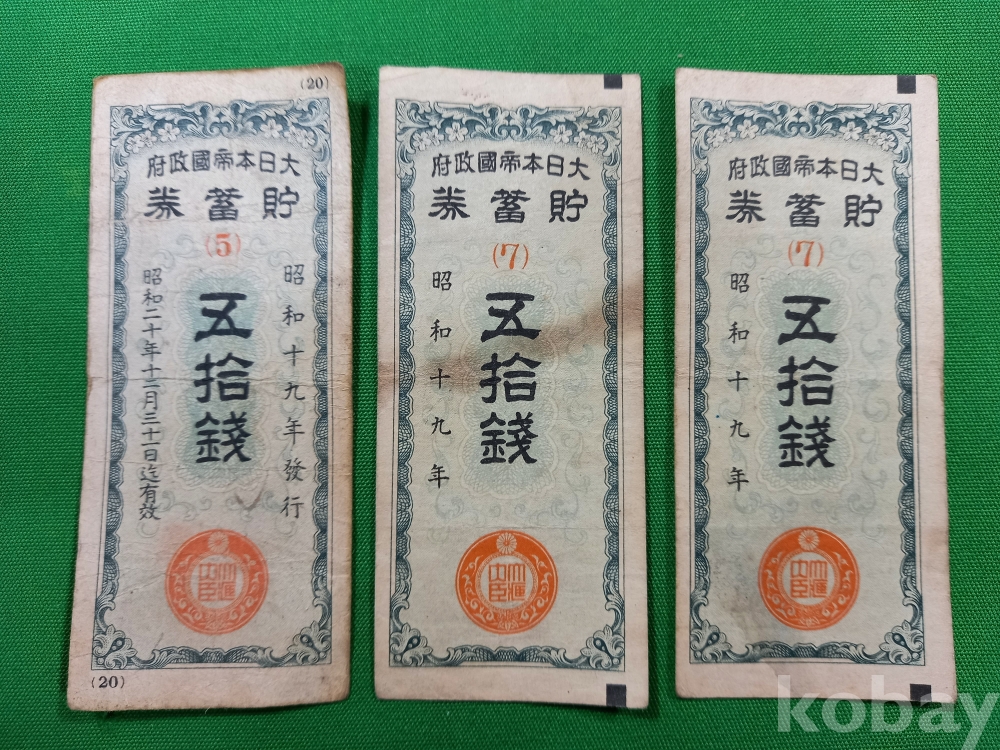 (20)
大日本帝國政府
貯蓄券
(5)
昭和十九年發行
五拾錢
昭和二十年十二月三十一日迄有效
(20)
大日本帝國政府
貯蓄券
(7)
五拾錢
昭和十九年
大日本帝國政府
貯蓄券
(7)
五拾錢
昭和十九年
kobay